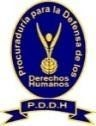 Procuraduría para la Defensa de los
Derechos
Humanos
P.D.D.H